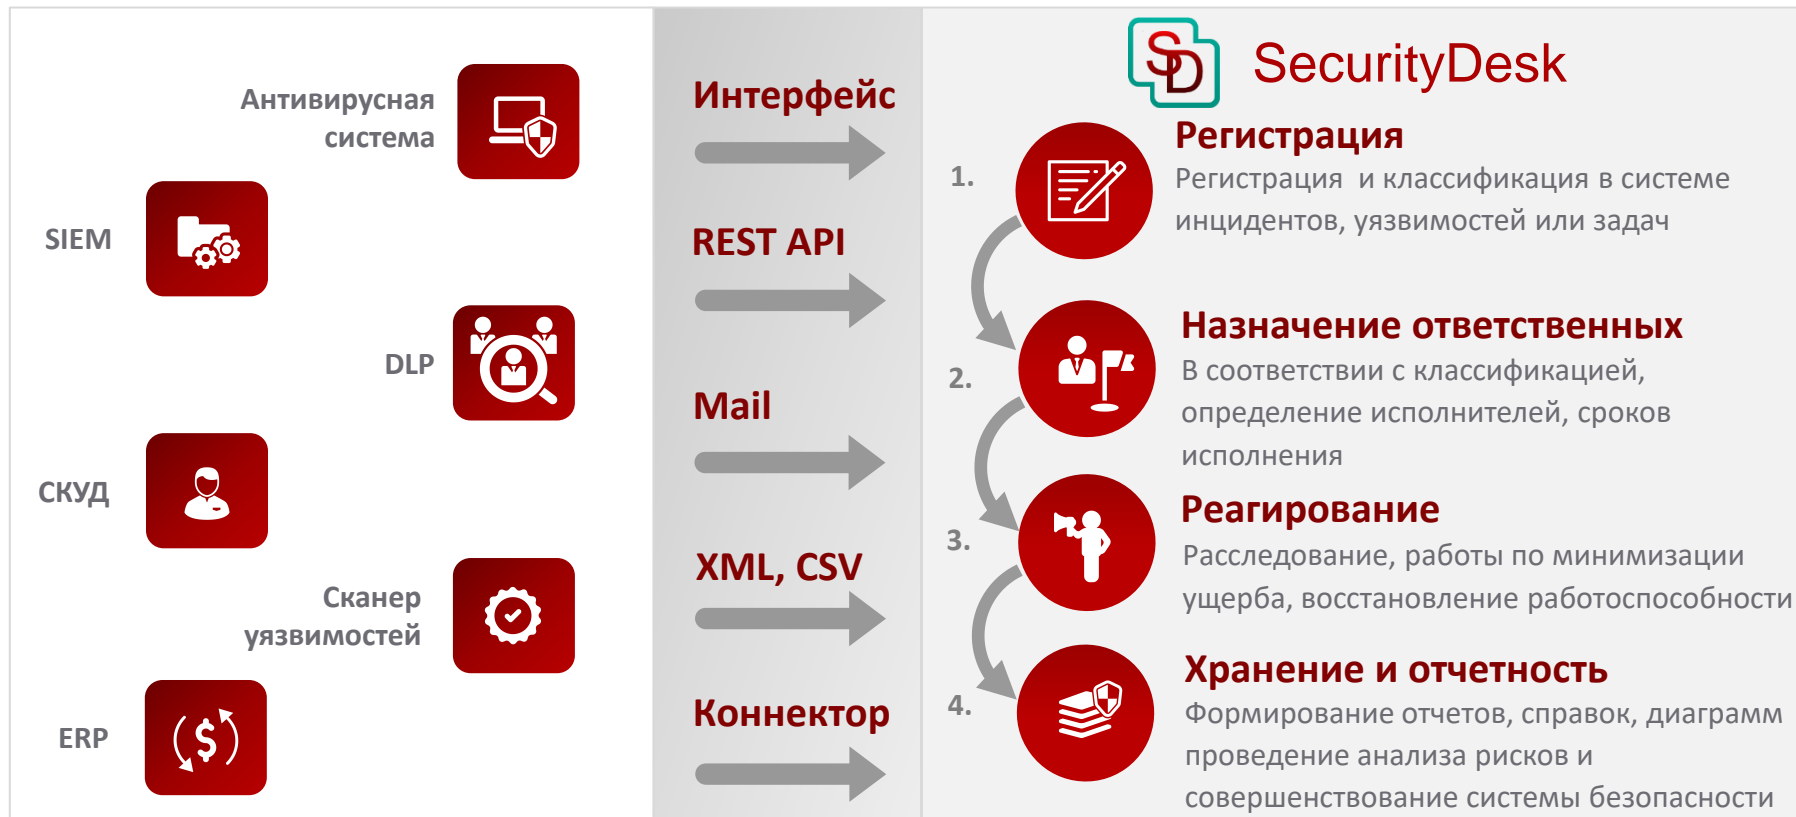 Антивирусная
система
SIEM
DLP
СКУД
Сканер
уязвимостей
ERP
Интерфейс
REST API
Mail
XML, CSV
Коннектор
SD
SecurityDesk
1.
Регистрация
Регистрация и классификация в системе
инцидентов, уязвимостей или задач
2.
Назначение ответственных
В соответствии с классификацией,
определение исполнителей, сроков
исполнения
3.
Реагирование
Расследование, работы по минимизации
ущерба, восстановление работоспособности
4.
Хранение и отчетность
Формирование отчетов, справок, диаграмм
проведение анализа рисков и
совершенствование системы безопасности